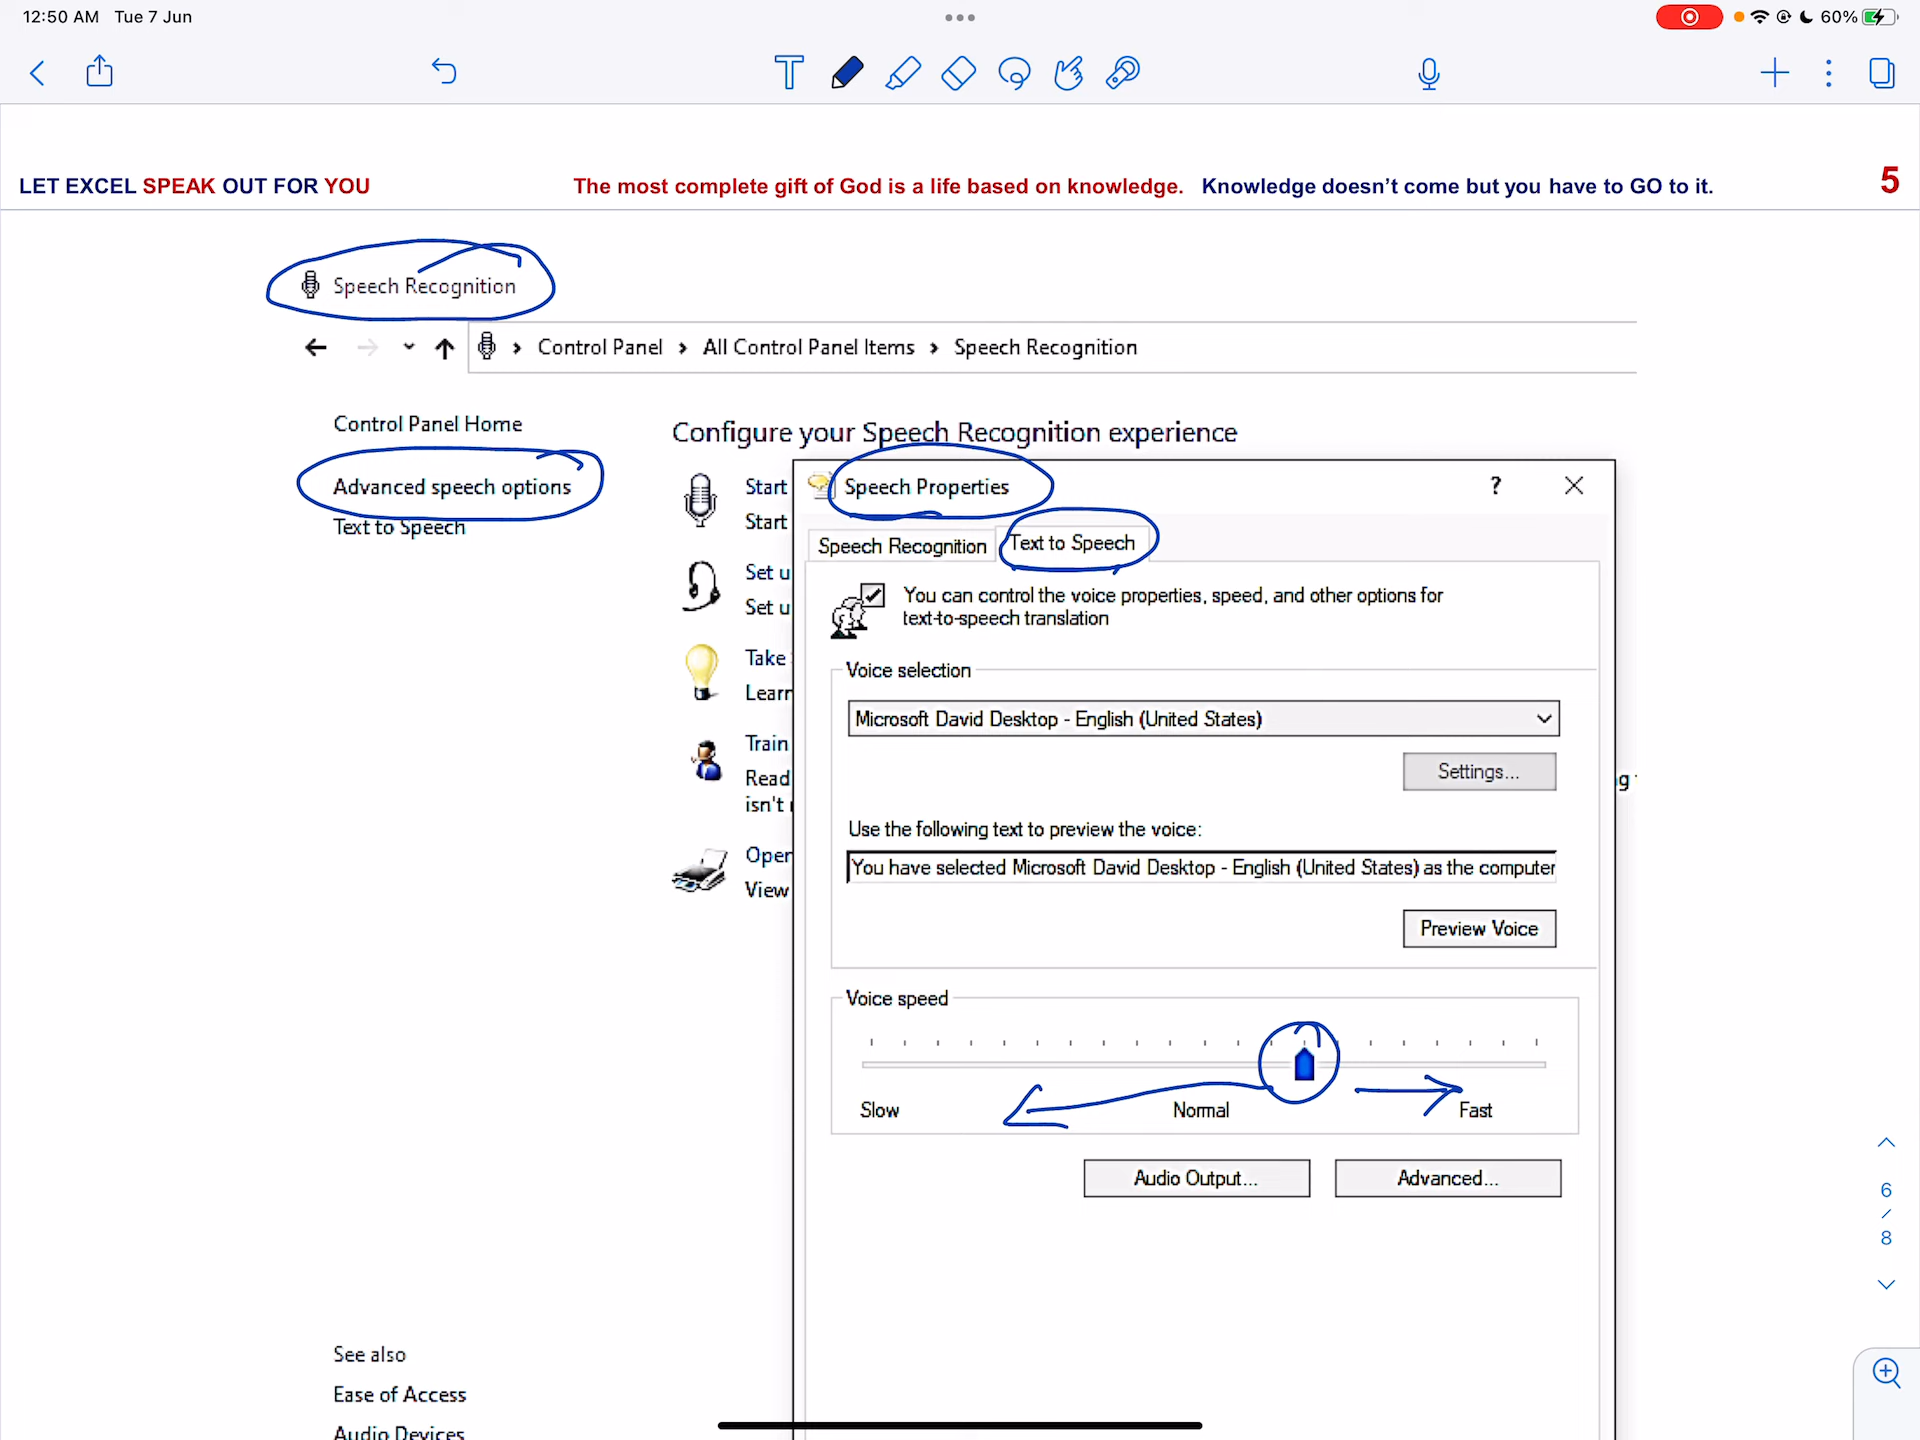 12:50 AM Tue 7 Jun
60%
LET EXCEL SPEAK OUT FOR YOU
The most complete gift of God is a life based on knowledge. Knowledge doesn't come but you have to GO to it.
5
Speech Recognition
Control Panel > All Control Panel Items > Speech Recognition
Control Panel Home
Advanced speech options
Text to Speech
Configure your Speech Recognition experience
Start
Start
Set u
Set u
Take
Learn
Train
Read
isn't
Open
View
g
Speech Properties
?
Speech Recognition
Text to Speech
You can control the voice properties, speed, and other options for
text-to-speech translation
Voice selection
Microsoft David Desktop - English (United States)
Settings...
Use the following text to preview the voice:
You have selected Microsoft David Desktop - English (United States) as the computer
Preview Voice
Voice speed
Slow Normal Fast
Audio Output... Advanced...
6
/
8
See also
Ease of Access
Audio Devices